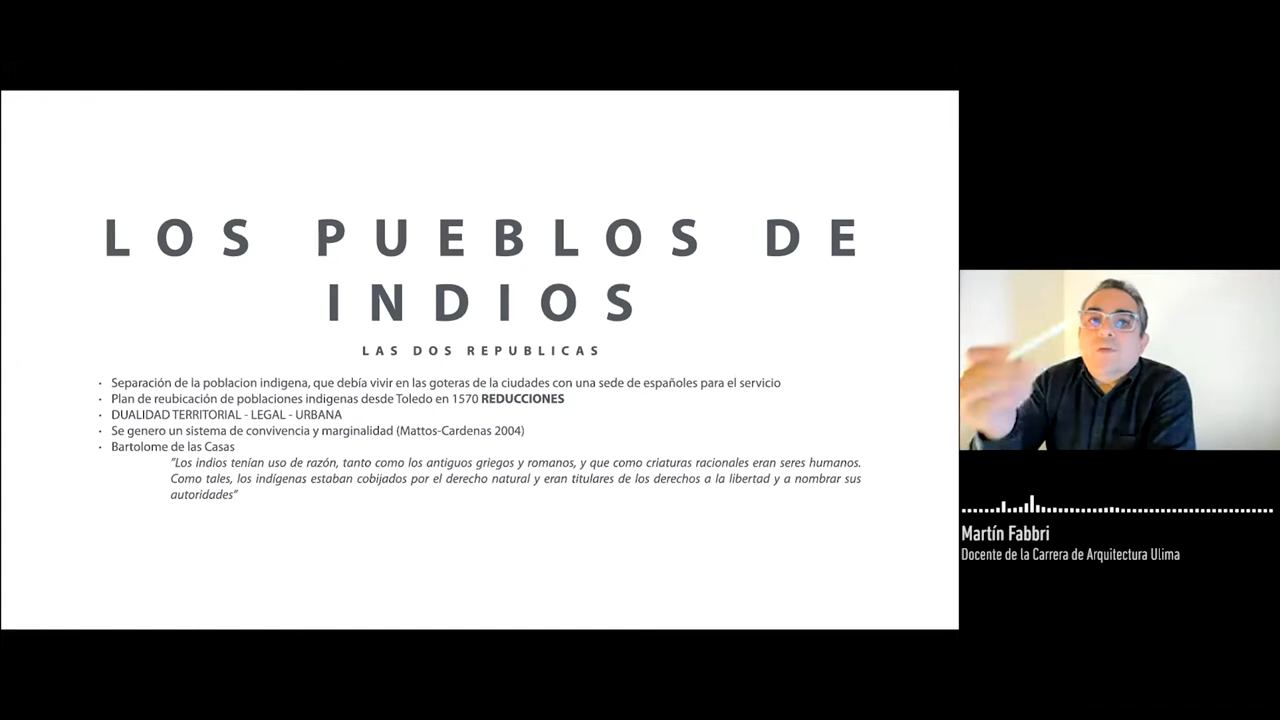 LOS PUEBLOS DE
INDIOS
LAS DOS REPUBLICAS
· Separación de la poblacion indigena, que debía vivir en las goteras de la ciudades con una sede de españoles para el servicio
· Plan de reubicación de poblaciones indigenas desde Toledo en 1570 REDUCCIONES
· DUALIDAD TERRITORIAL - LEGAL - URBANA
· Se genero un sistema de convivencia y marginalidad (Mattos-Cardenas 2004)
· Bartolome de las Casas
"Los indios tenían uso de razón, tanto como los antiguos griegos y romanos, y que como criaturas racionales eran seres humanos.
Como tales, los indígenas estaban cobijados por el derecho natural y eran titulares de los derechos a la libertad y a nombrar sus
autoridades"
Martín Fabbri
Docente de la Carrera de Arquitectura Ulima